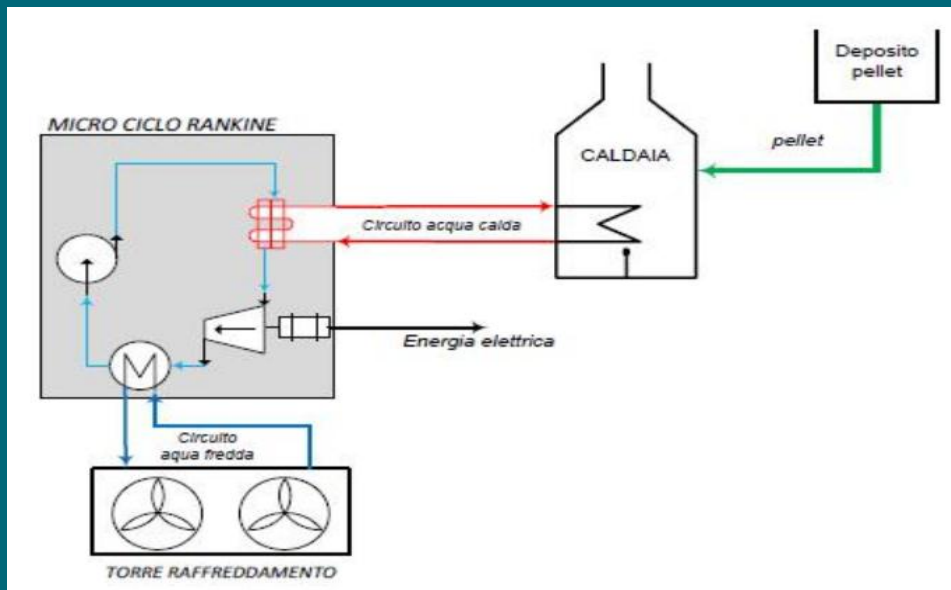 Deposito
pellet
MICRO CICLO RANKINE
CALDAIA
pellet
Circuito acqua calda
Energia elettrica
Circuito
aqua fredda
TORRE RAFFREDDAMENTO